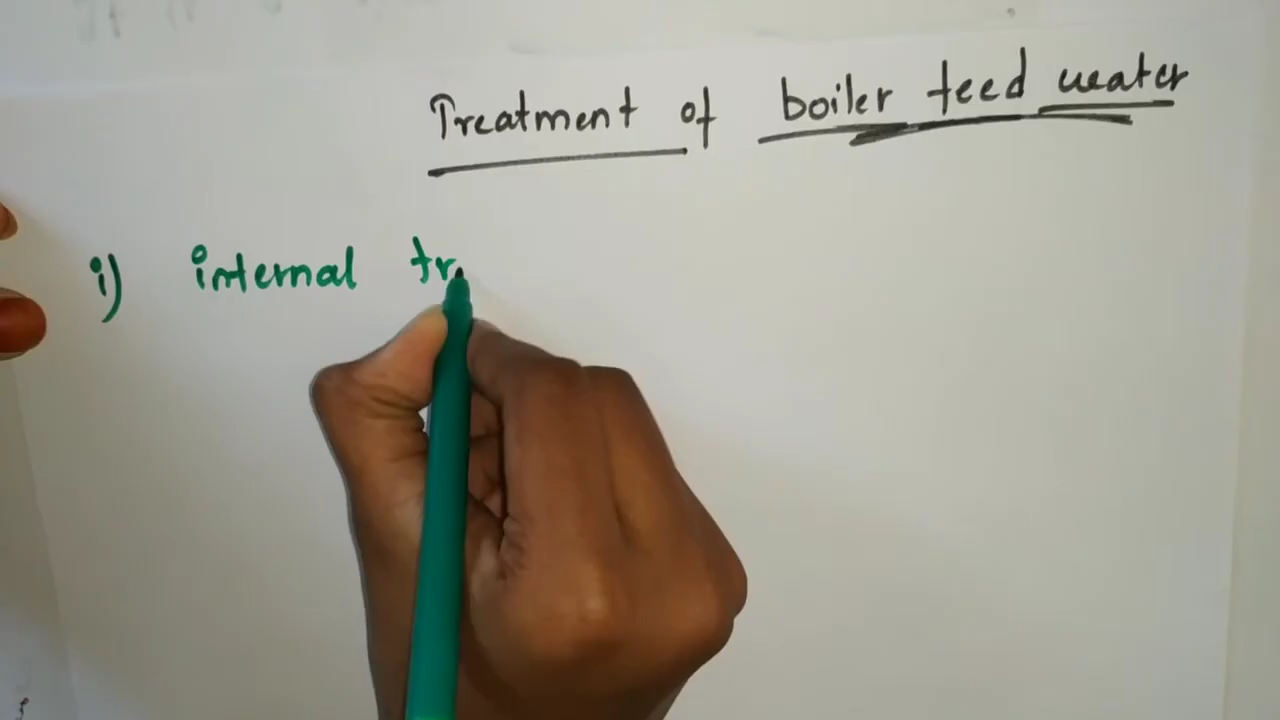 Treatment of boiler feed water
i) internal tr